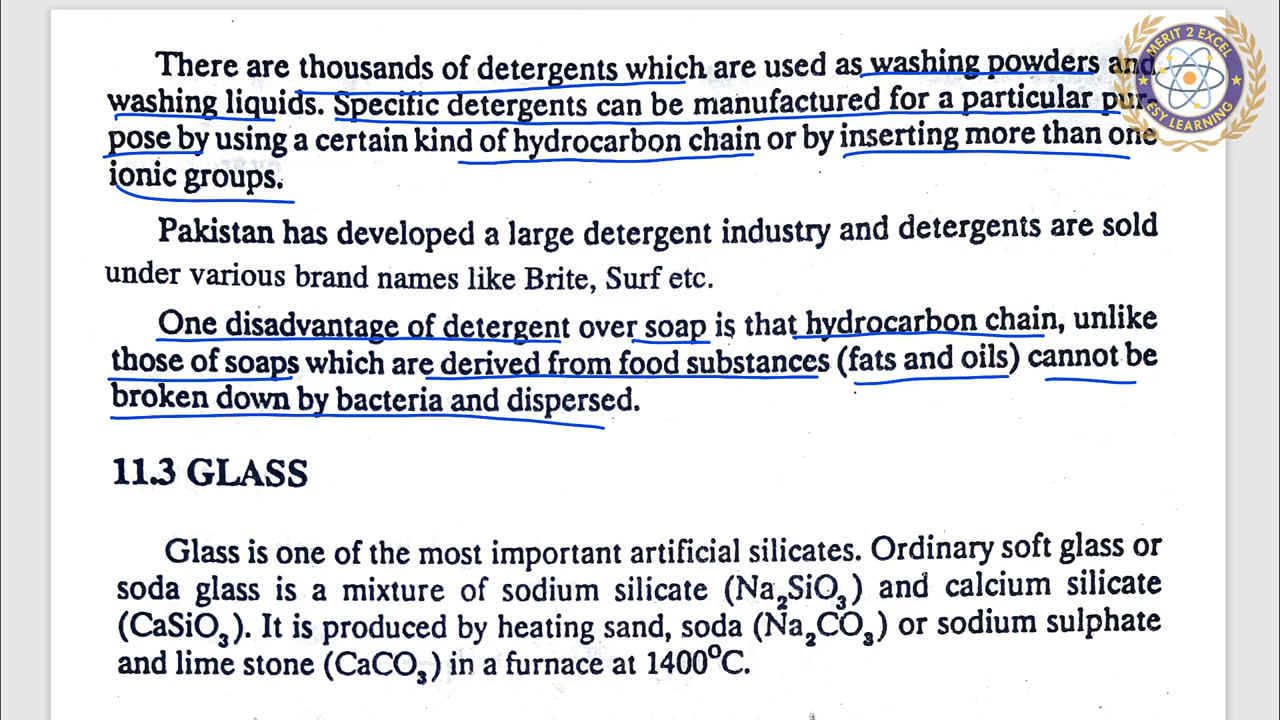 There are thousands of detergents which are used as washing powders and
washing liquids. Specific detergents can be manufactured for a particular pur-
pose by using a certain kind of hydrocarbon chain or by inserting more than one
ionic groups.
Pakistan has developed a large detergent industry and detergents are sold
under various brand names like Brite, Surf etc.
One disadvantage of detergent over soap is that hydrocarbon chain, unlike
those of soaps which are derived from food substances (fats and oils) cannot be
broken down by bacteria and dispersed.
11.3 GLASS
Glass is one of the most important artificial silicates. Ordinary soft glass or
soda glass is a mixture of sodium silicate (Na₂SiO₃) and calcium silicate
(CaSiO₃). It is produced by heating sand, soda (Na₂CO₃) or sodium sulphate
and lime stone (CaCO₃) in a furnace at 1400⁰C.
MERIT 2 EXCEL
ESY LEARNING